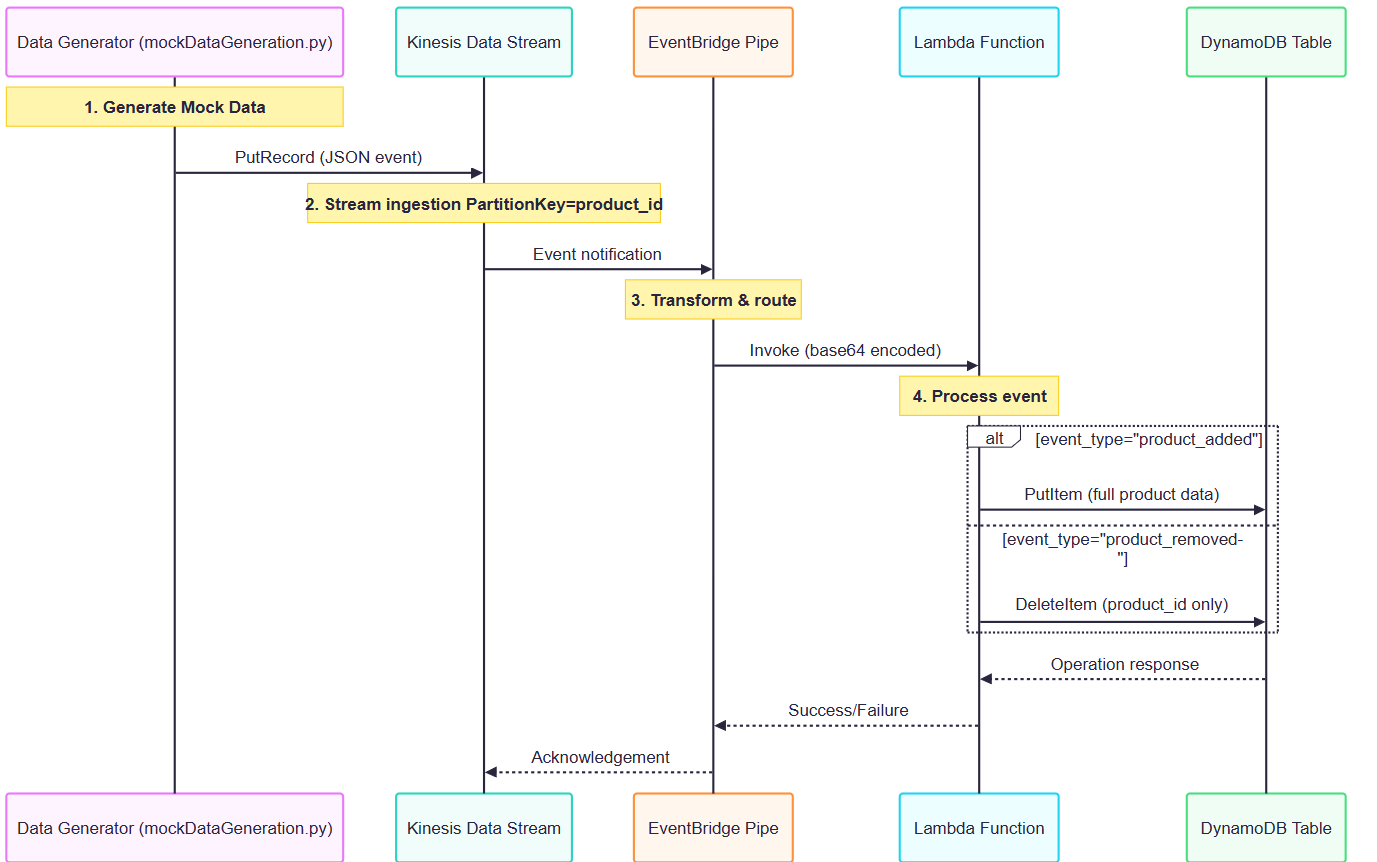 Data Generator (mockDataGeneration.py)
Kinesis Data Stream
EventBridge Pipe
Lambda Function
DynamoDB Table
1. Generate Mock Data
PutRecord (JSON event)
2. Stream ingestion PartitionKey=product_id
Event notification
3. Transform & route
Invoke (base64 encoded)
4. Process event
alt
[event_type="product_added"]
PutItem (full product data)
[event_type="product_removed-
"]
DeleteItem (product_id only)
Operation response
Success/Failure
Acknowledgement
Data Generator (mockDataGeneration.py)
Kinesis Data Stream
EventBridge Pipe
Lambda Function
DynamoDB Table